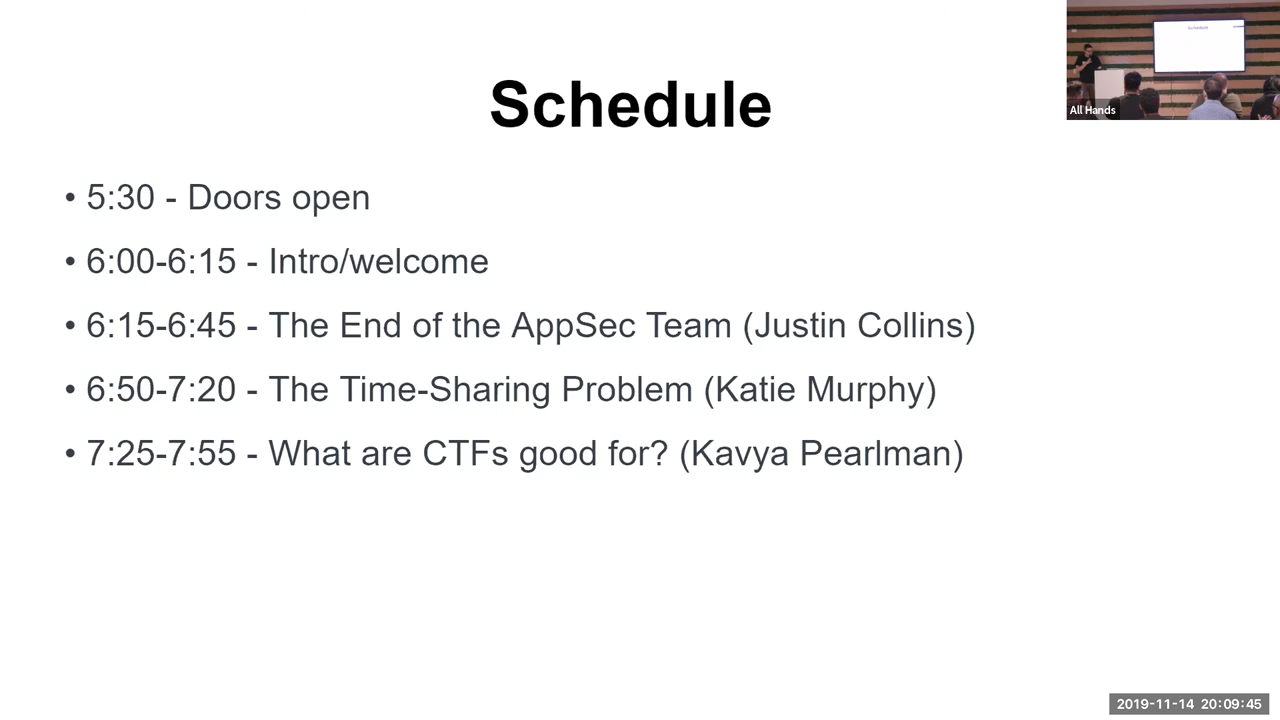 Schedule
• 5:30 - Doors open
• 6:00-6:15 - Intro/welcome
• 6:15-6:45 - The End of the AppSec Team (Justin Collins)
• 6:50-7:20 - The Time-Sharing Problem (Katie Murphy)
• 7:25-7:55 - What are CTFs good for? (Kavya Pearlman)
Schedule
All Hands
2019-11-14 20:09:45